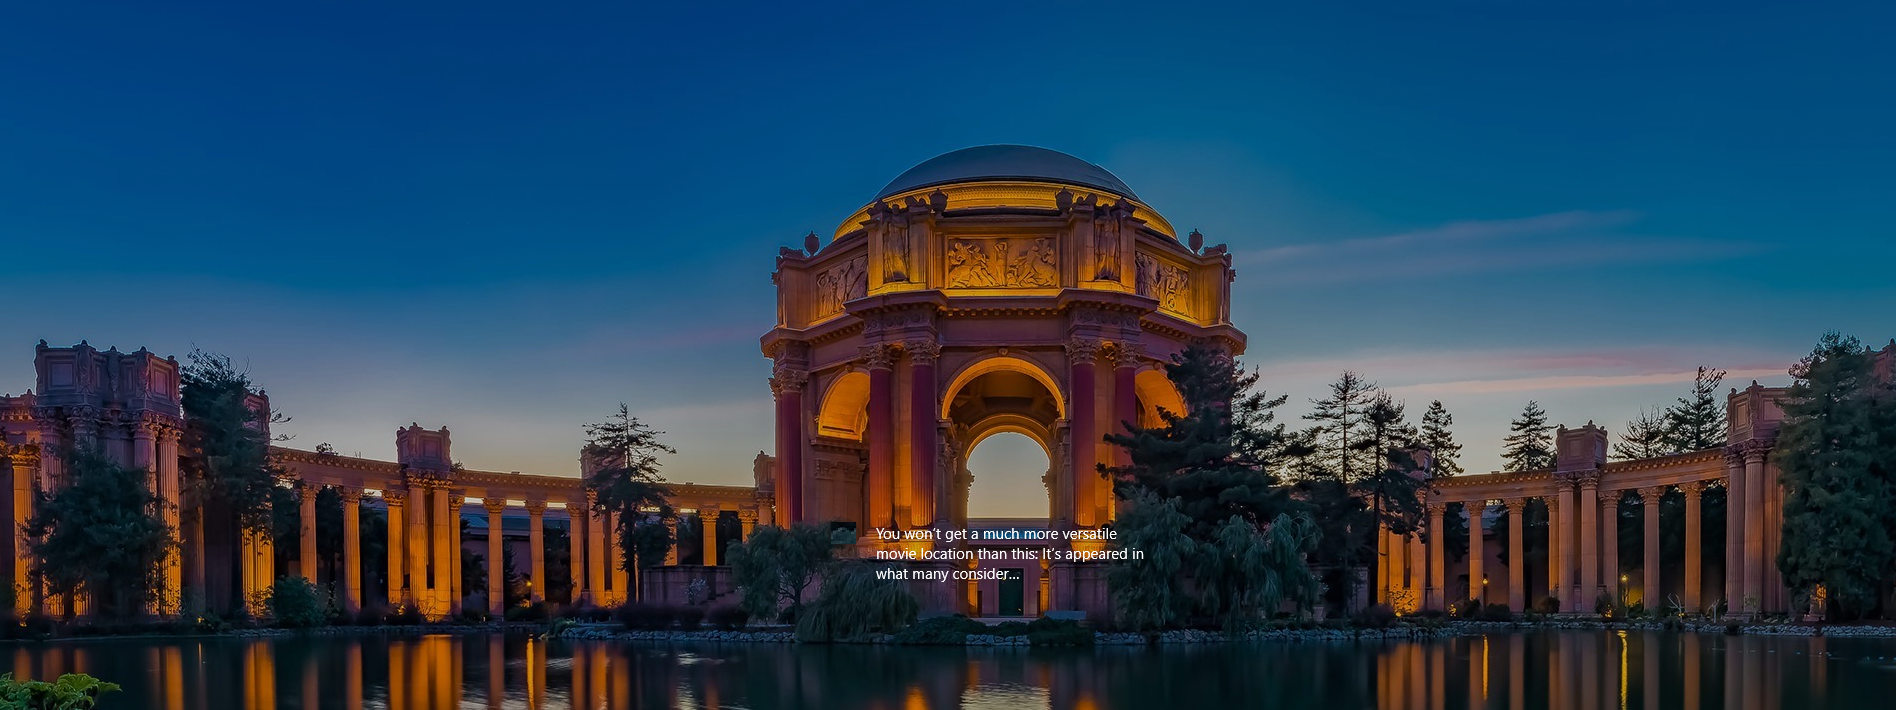 You won't get a much more versatile
movie location than this: It's appeared in
what many consider...